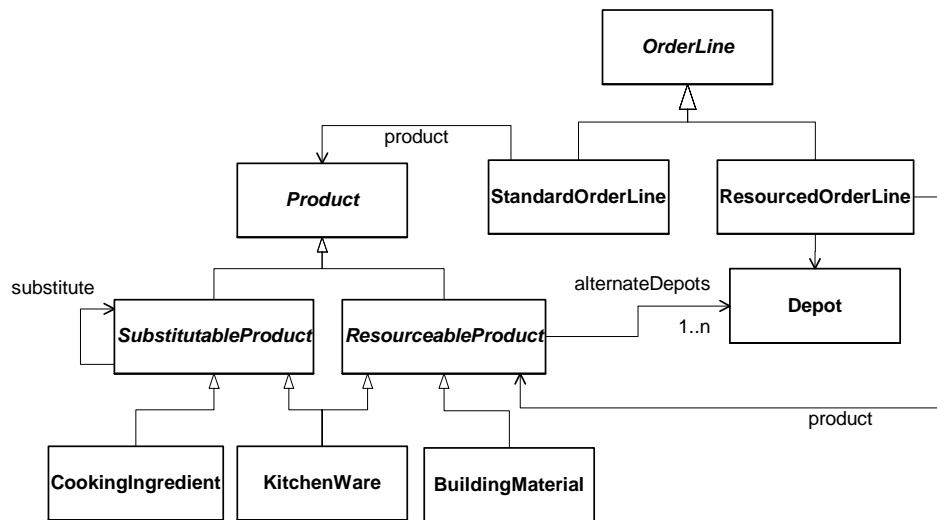 OrderLine
product
Product
StandardOrderLine
ResourcedOrderLine
substitute
alternateDepots
SubstitutableProduct
ResourceableProduct
Depot
1..n
product
CookingIngredient
KitchenWare
BuildingMaterial